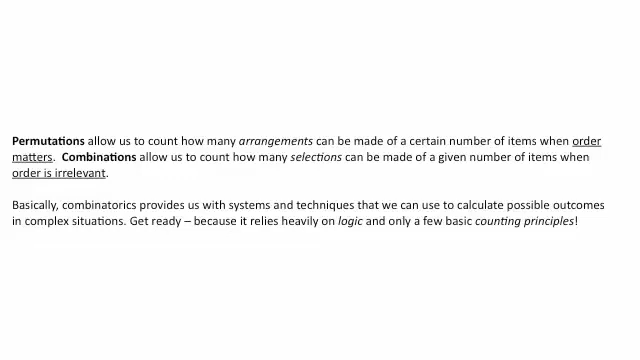 Permutations allow us to count how many arrangements can be made of a certain number of items when order
matters.  Combinations allow us to count how many selections can be made of a given number of items when
order is irrelevant.
Basically, combinatorics provides us with systems and techniques that we can use to calculate possible outcomes
in complex situations. Get ready – because it relies heavily on logic and only a few basic counting principles!